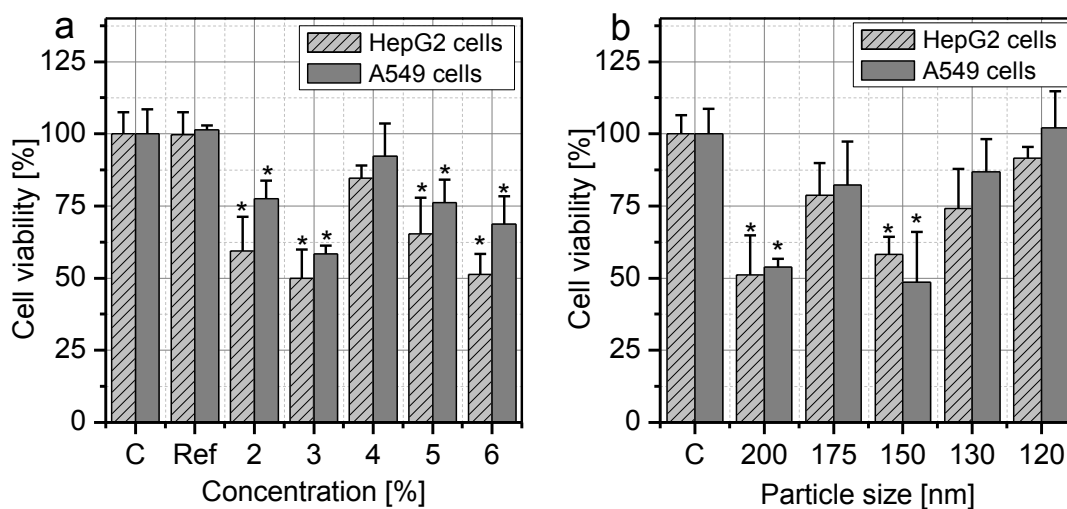 a
HepG2 cells
A549 cells
125
100
75
50
25
0
Cell viability [%]
* * * * * * * *
C Ref 2 3 4 5 6
Concentration [%]
b
HepG2 cells
A549 cells
125
100
75
50
25
0
Cell viability [%]
* * * *
C 200 175 150 130 120
Particle size [nm]